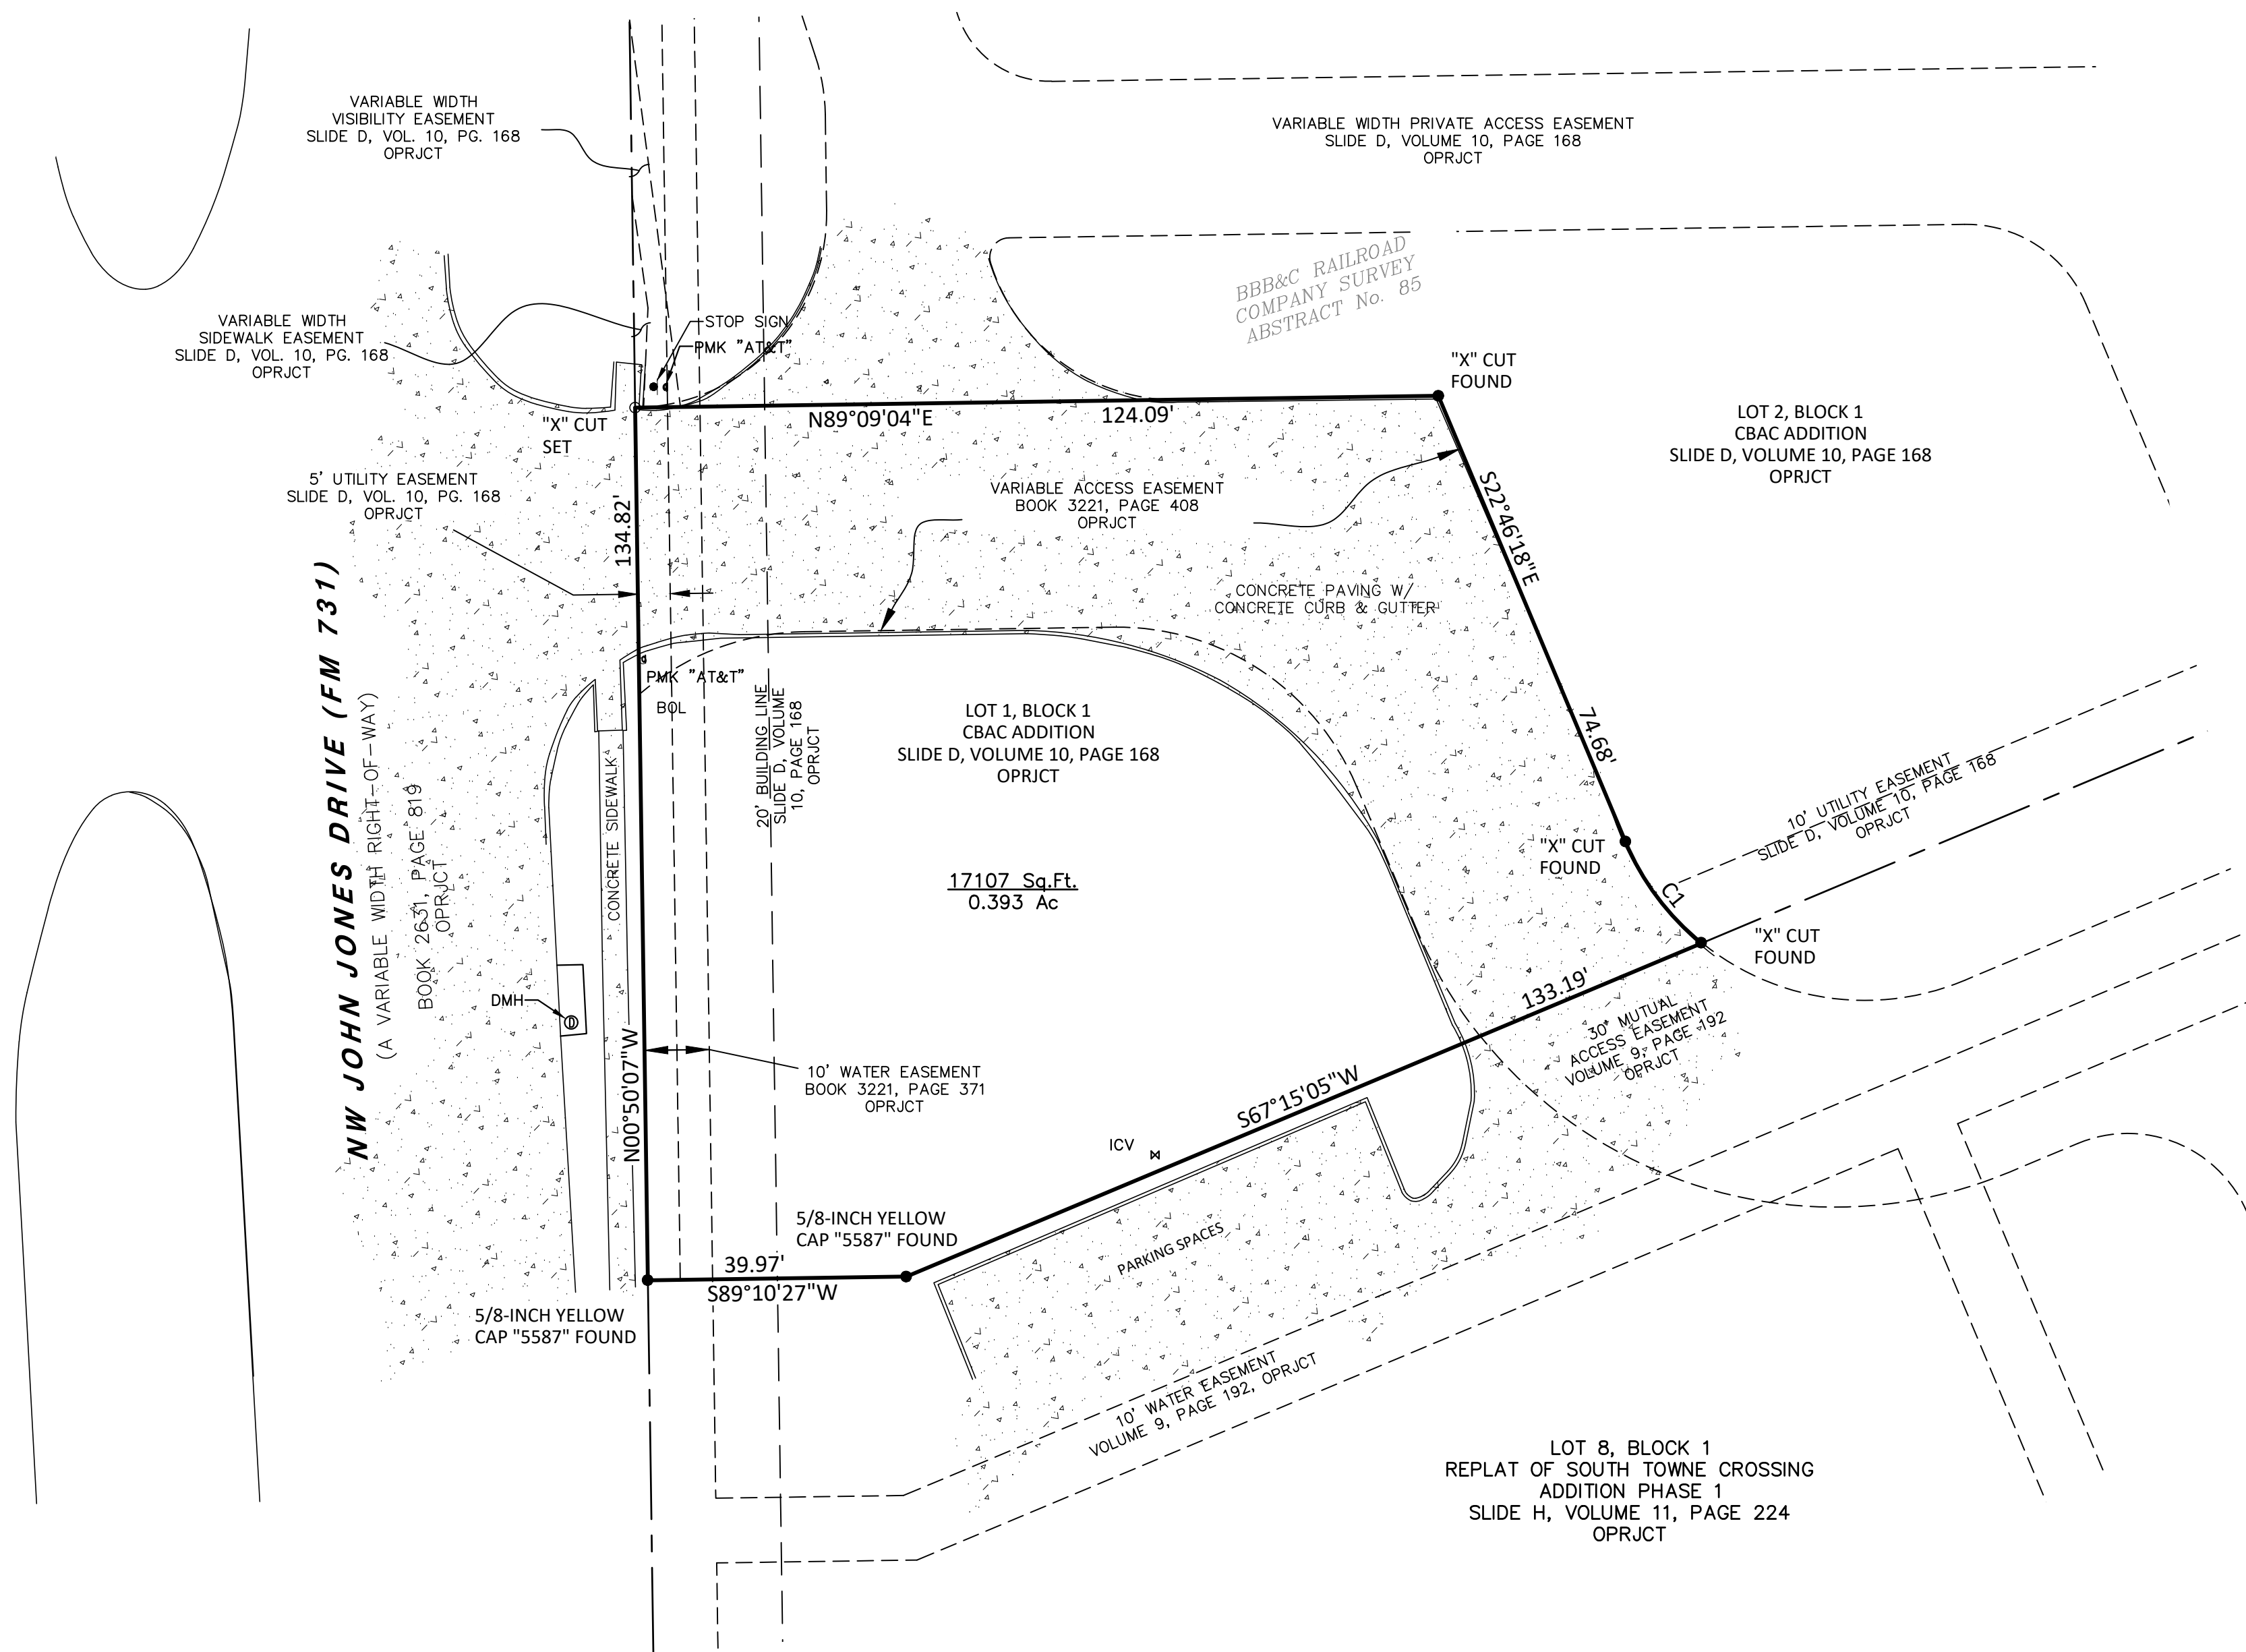 VARIABLE WIDTH
VISIBILITY EASEMENT
SLIDE D, VOL. 10, PG. 168
OPRJCT
VARIABLE WIDTH PRIVATE ACCESS EASEMENT
SLIDE D, VOLUME 10, PAGE 168
OPRJCT
BBB&C RAILROAD
COMPANY SURVEY
ABSTRACT No. 85
VARIABLE WIDTH
SIDEWALK EASEMENT
SLIDE D, VOL. 10, PG. 168
OPRJCT
STOP SIGN
PMK "AT&T"
"X" CUT
FOUND
"X" CUT
SET
N89°09'04"E
124.09'
LOT 2, BLOCK 1
CBAC ADDITION
SLIDE D, VOLUME 10, PAGE 168
OPRJCT
5' UTILITY EASEMENT
SLIDE D, VOL. 10, PG. 168
OPRJCT
134.82'
VARIABLE ACCESS EASEMENT
BOOK 3221, PAGE 408
OPRJCT
S22°46'18"E
74.68'
CONCRETE PAVING W/
CONCRETE CURB & GUTTER
NW JOHN JONES DRIVE (FM 731)
(A VARIABLE WIDTH RIGHT-OF-WAY)
BOOK 2631, PAGE 819
OPRJCT
PMK "AT&T"
BOL
20' BUILDING LINE
SLIDE D, VOLUME
10, PAGE 168
OPRJCT
LOT 1, BLOCK 1
CBAC ADDITION
SLIDE D, VOLUME 10, PAGE 168
OPRJCT
CONCRETE SIDEWALK
10' UTILITY EASEMENT
SLIDE D, VOLUME 10, PAGE 168
OPRJCT
"X" CUT
FOUND
C1
17107 Sq.Ft.
0.393 Ac
"X" CUT
FOUND
DMH
D
133.19'
30' MUTUAL
ACCESS EASEMENT
VOLUME 9, PAGE 192
OPRJCT
N00°50'07"W
10' WATER EASEMENT
BOOK 3221, PAGE 371
OPRJCT
S67°15'05"W
ICV
5/8-INCH YELLOW
CAP "5587" FOUND
PARKING SPACES
39.97'
S89°10'27"W
5/8-INCH YELLOW
CAP "5587" FOUND
10' WATER EASEMENT
VOLUME 9, PAGE 192, OPRJCT
LOT 8, BLOCK 1
REPLAT OF SOUTH TOWNE CROSSING
ADDITION PHASE 1
SLIDE H, VOLUME 11, PAGE 224
OPRJCT